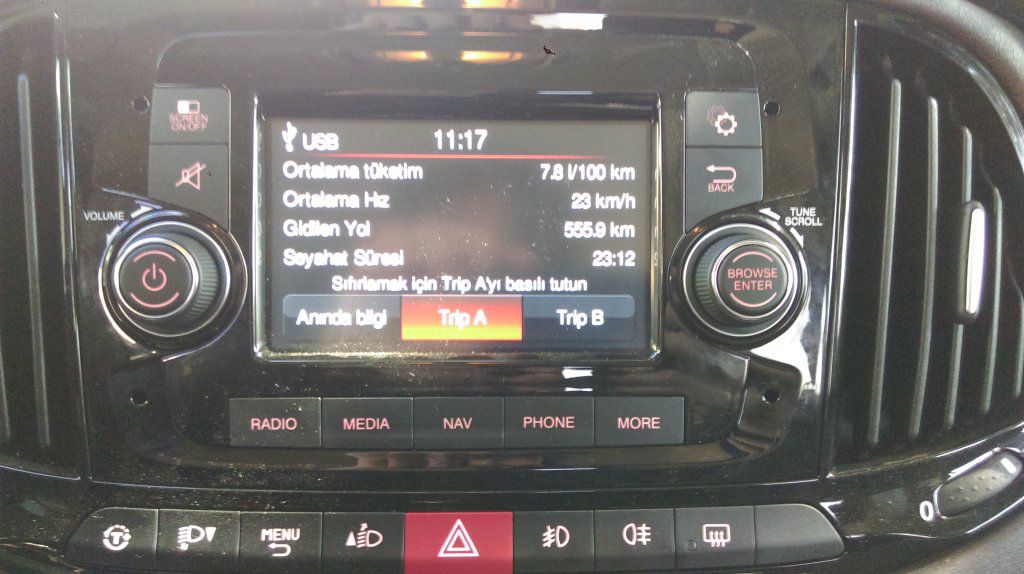 SCREEN
ON/OFF
USB 11:17
Ortalama tüketim 7.8 l/100 km
Ortalama Hız 23 km/h
Gidilen Yol 555.9 km
Seyahat Süresi 23:12
Sıfırlamak için Trip A'yı basılı tutun
Anında bilgi Trip A Trip B
BACK
VOLUME
TUNE
SCROLL
BROWSE
ENTER
RADIO MEDIA NAV PHONE MORE
MENU
0